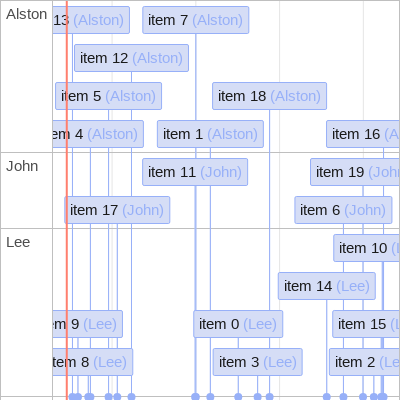 Alston
13 (Alston) item 7 (Alston)
item 12 (Alston)
item 5 (Alston) item 18 (Alston)
em 4 (Alston) item 1 (Alston) item 16 (A
John
item 11 (John) item 19 (Joh
item 17 (John) item 6 (John)
Lee
item 10 (
item 14 (Lee)
m 9 (Lee) item 0 (Lee) item 15 (L
tem 8 (Lee) item 3 (Lee) item 2 (Le